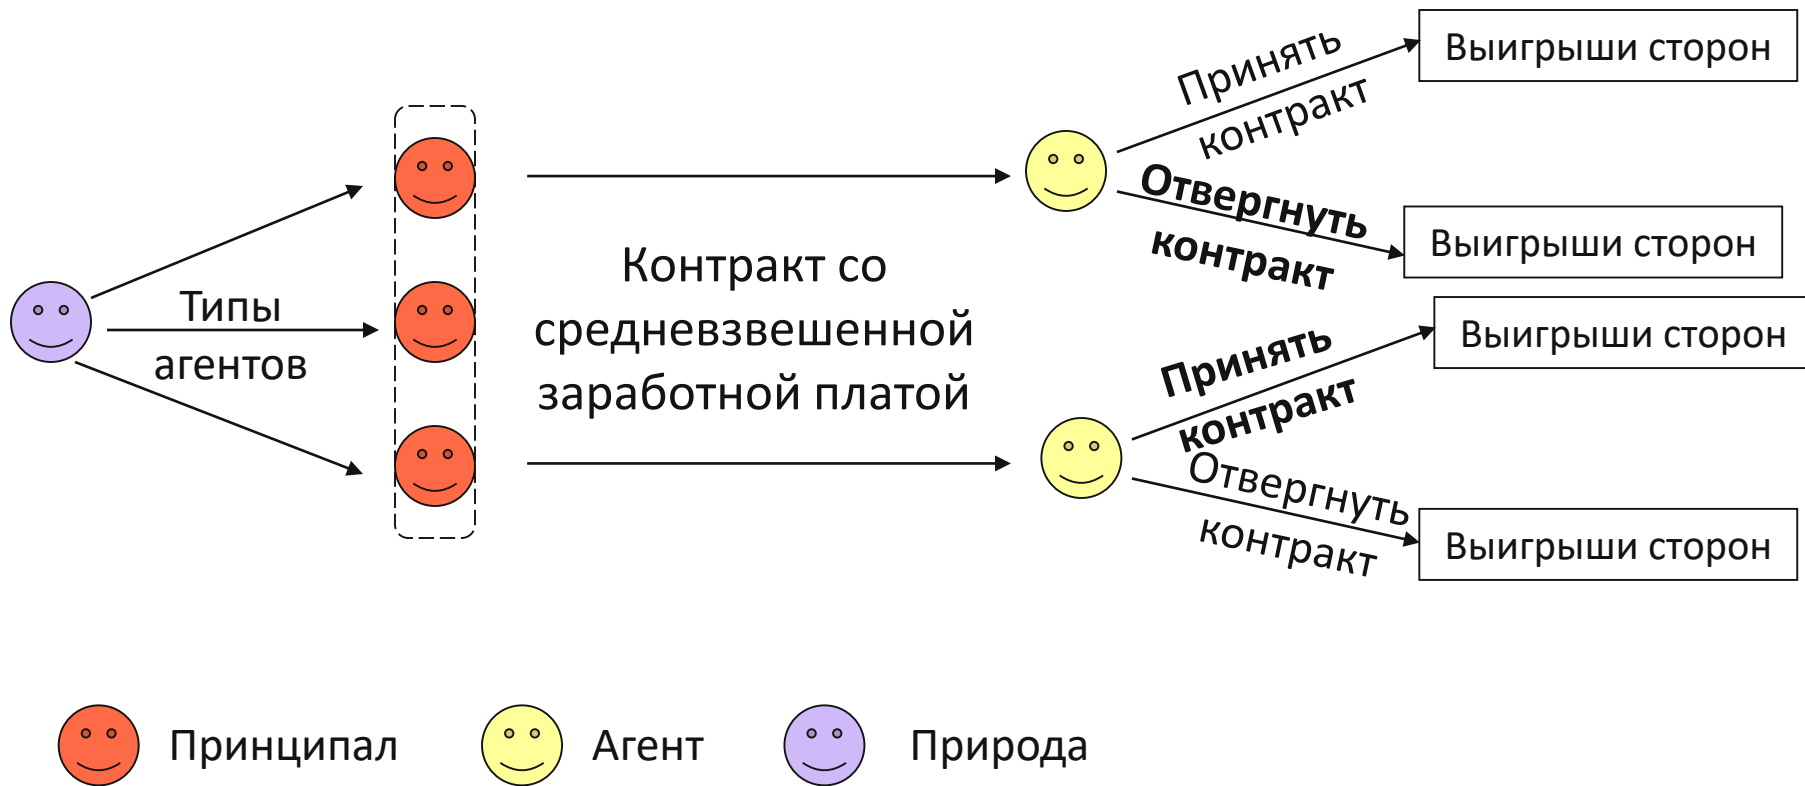 Принять
контракт
Выигрыши сторон
Отвергнуть
контракт
Выигрыши сторон
Типы
агентов
Контракт со
средневзвешенной
заработной платой
Принять
контракт
Выигрыши сторон
Отвергнуть
контракт
Выигрыши сторон
Принципал
Агент
Природа